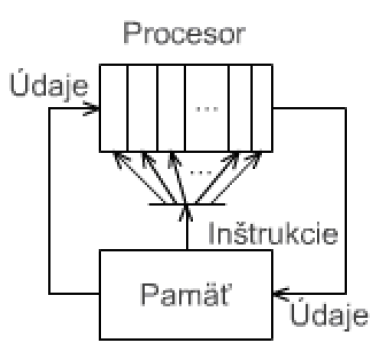 Procesor
Údaje
...
...
Inštrukcie
Pamäť
Údaje